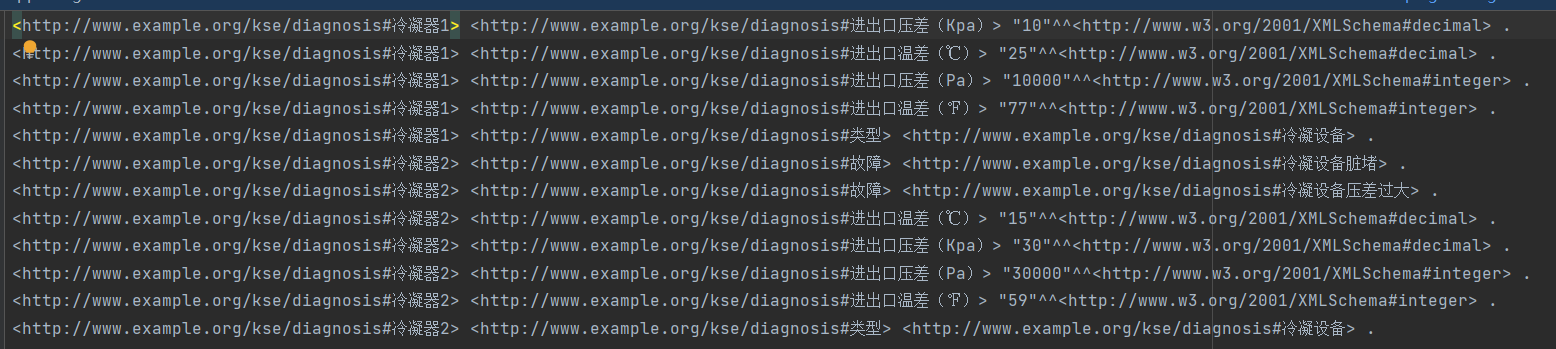 <http://www.example.org/kse/diagnosis#冷凝器1> <http://www.example.org/kse/diagnosis#进出口压差（Kpa）> "10"^^<http://www.w3.org/2001/XMLSchema#decimal> .
<http://www.example.org/kse/diagnosis#冷凝器1> <http://www.example.org/kse/diagnosis#进出口温差（℃）> "25"^^<http://www.w3.org/2001/XMLSchema#decimal> .
<http://www.example.org/kse/diagnosis#冷凝器1> <http://www.example.org/kse/diagnosis#进出口压差（Pa）> "10000"^^<http://www.w3.org/2001/XMLSchema#integer> .
<http://www.example.org/kse/diagnosis#冷凝器1> <http://www.example.org/kse/diagnosis#进出口温差（℉）> "77"^^<http://www.w3.org/2001/XMLSchema#integer> .
<http://www.example.org/kse/diagnosis#冷凝器1> <http://www.example.org/kse/diagnosis#类型> <http://www.example.org/kse/diagnosis#冷凝设备> .
<http://www.example.org/kse/diagnosis#冷凝器2> <http://www.example.org/kse/diagnosis#故障> <http://www.example.org/kse/diagnosis#冷凝设备脏堵> .
<http://www.example.org/kse/diagnosis#冷凝器2> <http://www.example.org/kse/diagnosis#故障> <http://www.example.org/kse/diagnosis#冷凝设备压差过大> .
<http://www.example.org/kse/diagnosis#冷凝器2> <http://www.example.org/kse/diagnosis#进出口温差（℃）> "15"^^<http://www.w3.org/2001/XMLSchema#decimal> .
<http://www.example.org/kse/diagnosis#冷凝器2> <http://www.example.org/kse/diagnosis#进出口压差（Kpa）> "30"^^<http://www.w3.org/2001/XMLSchema#decimal> .
<http://www.example.org/kse/diagnosis#冷凝器2> <http://www.example.org/kse/diagnosis#进出口压差（Pa）> "30000"^^<http://www.w3.org/2001/XMLSchema#integer> .
<http://www.example.org/kse/diagnosis#冷凝器2> <http://www.example.org/kse/diagnosis#进出口温差（℉）> "59"^^<http://www.w3.org/2001/XMLSchema#integer> .
<http://www.example.org/kse/diagnosis#冷凝器2> <http://www.example.org/kse/diagnosis#类型> <http://www.example.org/kse/diagnosis#冷凝设备> .